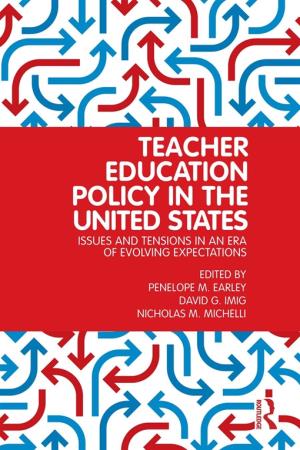 TEACHER
EDUCATION
POLICY IN THE
UNITED STATES
ISSUES AND TENSIONS IN AN ERA
OF EVOLVING EXPECTATIONS
EDITED BY
PENELOPE M. EARLEY
DAVID G. IMIG
NICHOLAS M. MICHELLI
ROUTLEDGE